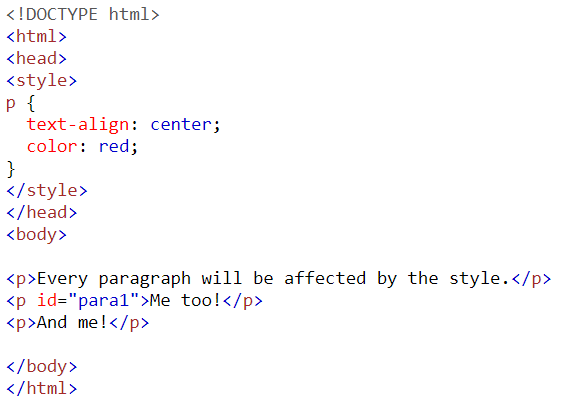 <!DOCTYPE html>
<html>
<head>
<style>
p {
  text-align: center;
  color: red;
}
</style>
</head>
<body>

<p>Every paragraph will be affected by the style.</p>
<p id="para1">Me too!</p>
<p>And me!</p>

</body>
</html>